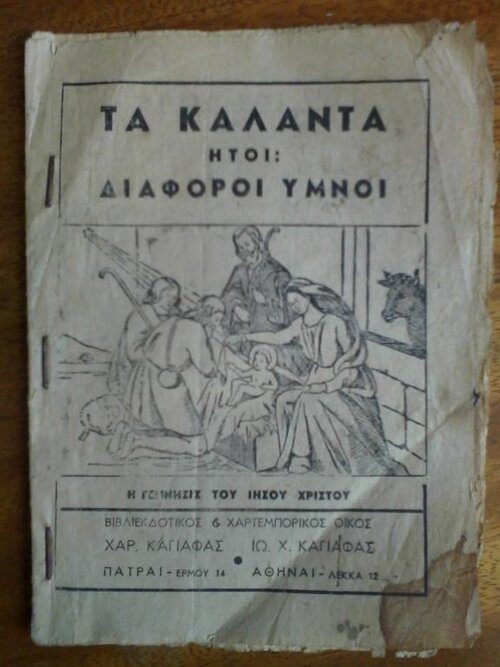 ΤΑ ΚΑΛΑΝΤΑ
ΗΤΟΙ:
ΔΙΑΦΟΡΟΙ ΥΜΝΟΙ
Η ΓΕΝΝΗΣΙΣ ΤΟΥ ΙΗΣΟΥ ΧΡΙΣΤΟΥ
ΒΙΒΛΙΕΚΔΟΤΙΚΟΣ & ΧΑΡΤΕΜΠΟΡΙΚΟΣ ΟΙΚΟΣ
ΧΑΡ. ΚΑΓΙΑΦΑΣ ΙΩ. Χ. ΚΑΓΙΑΦΑΣ
ΠΑΤΡΑΙ - ΕΡΜΟΥ 14 • ΑΘΗΝΑΙ - ΛΕΚΚΑ 12